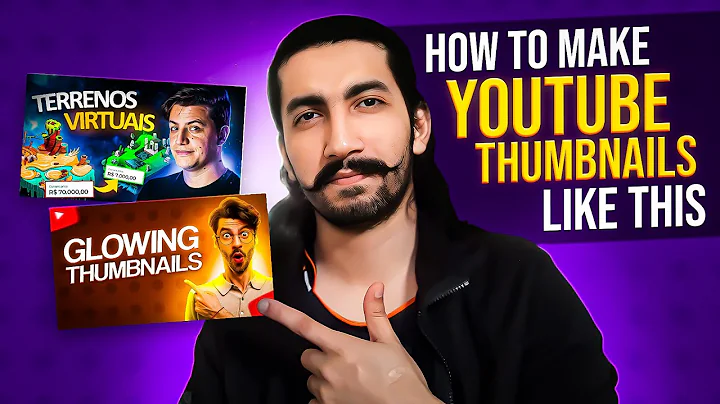 HOW TO MAKE
YOUTUBE
THUMBNAILS
LIKE THIS
TERRENOS
VIRTUAIS
R$ 7.000,00
R$ 70.000,00
GLOWING
THUMBNAILS